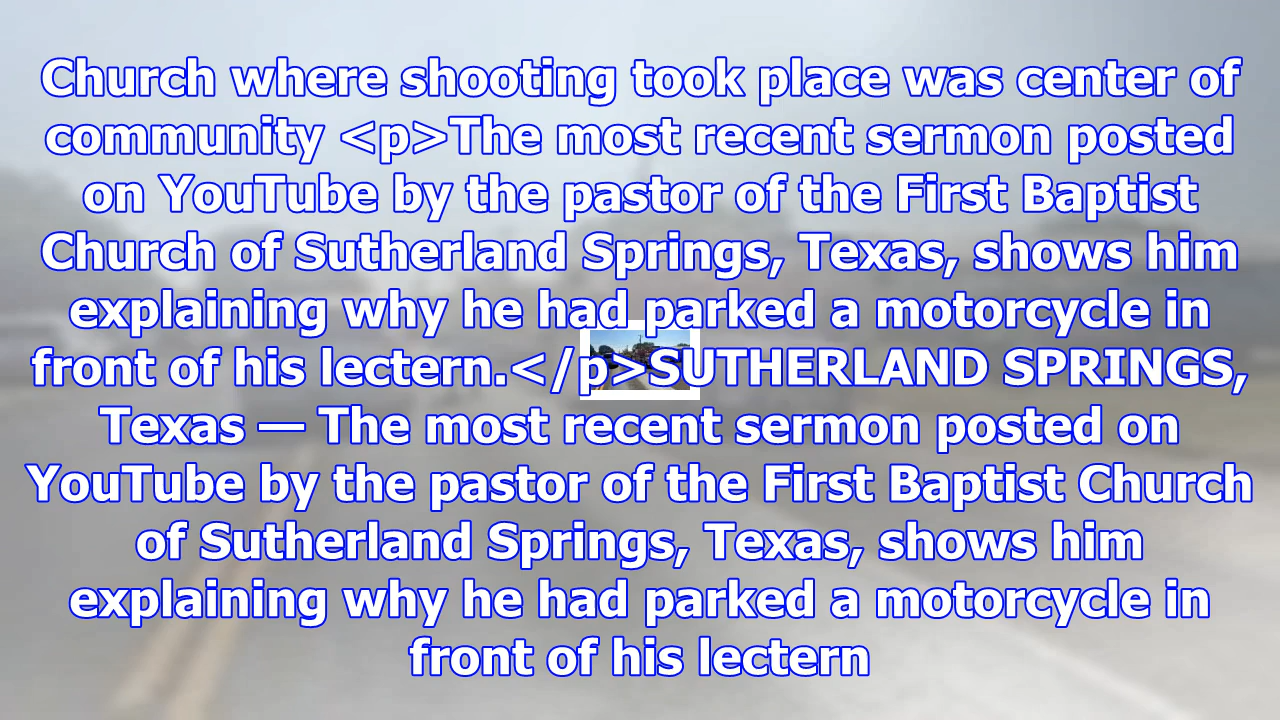 Church where shooting took place was center of
community <p>The most recent sermon posted
on YouTube by the pastor of the First Baptist
Church of Sutherland Springs, Texas, shows him
explaining why he had parked a motorcycle in
front of his lectern.</p>SUTHERLAND SPRINGS,
Texas — The most recent sermon posted on
YouTube by the pastor of the First Baptist Church
of Sutherland Springs, Texas, shows him
explaining why he had parked a motorcycle in
front of his lectern